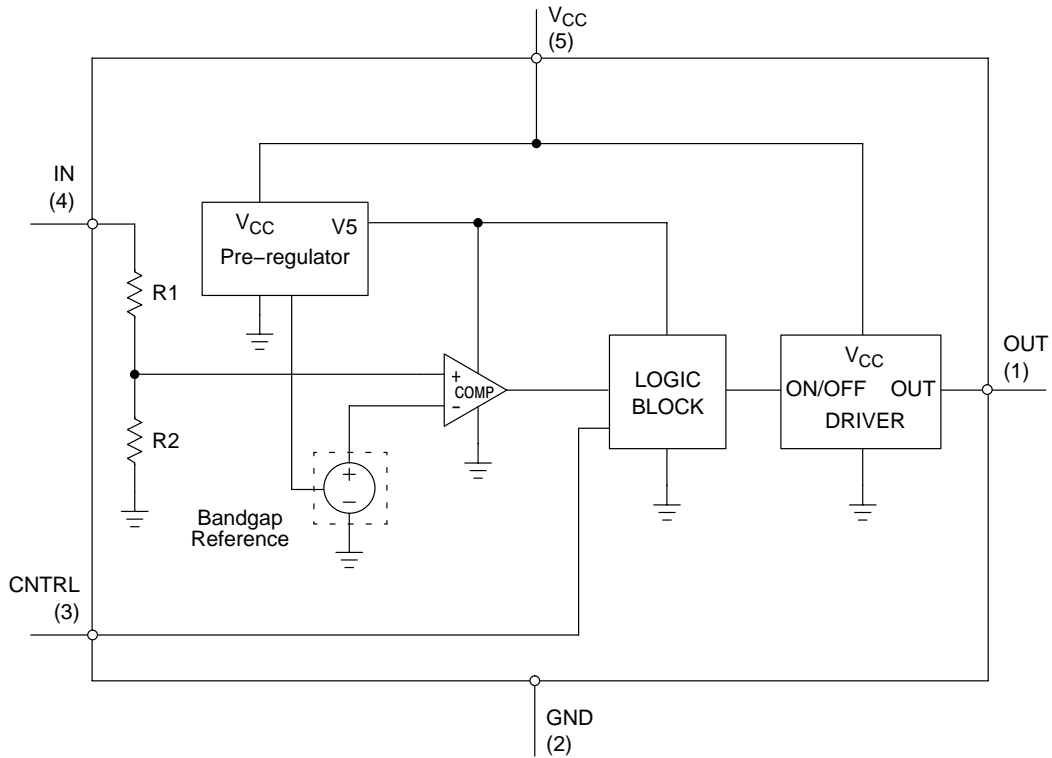 VCC
(5)
IN
(4)
VCC V5
Pre−regulator
R1
OUT
(1)
+
COMP
−
LOGIC
BLOCK
VCC
ON/OFF OUT
DRIVER
R2
+
−
Bandgap
Reference
CNTRL
(3)
GND
(2)